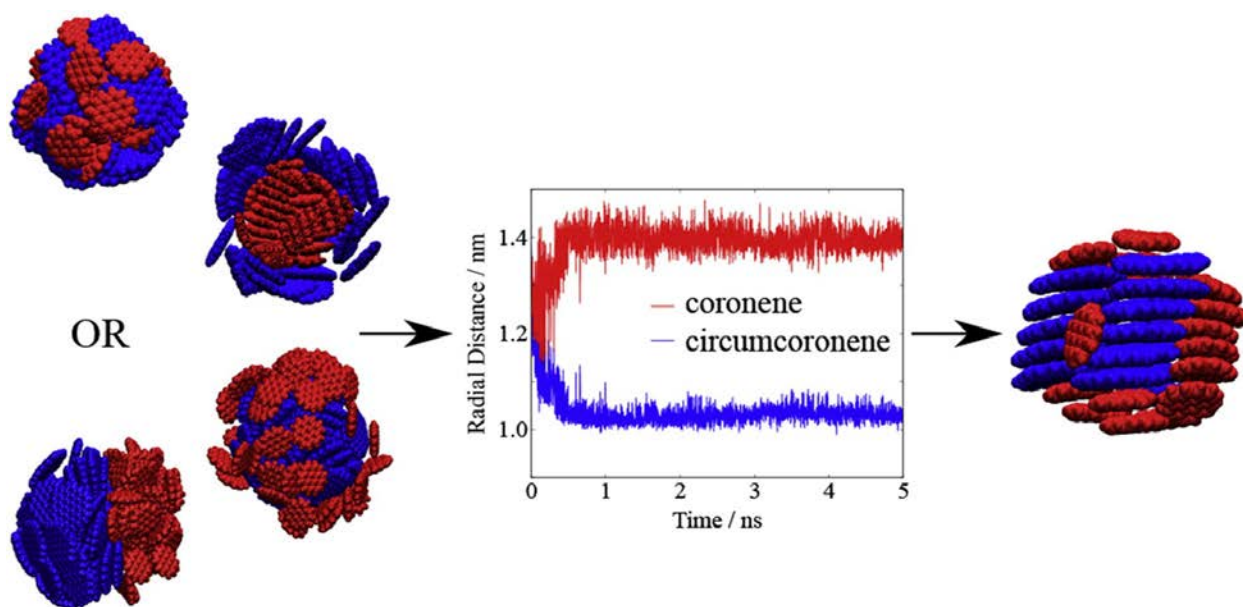 OR
Radial Distance / nm
1.4
1.2
1.0
coronene
circumcoronene
0 1 2 3 4 5
Time / ns